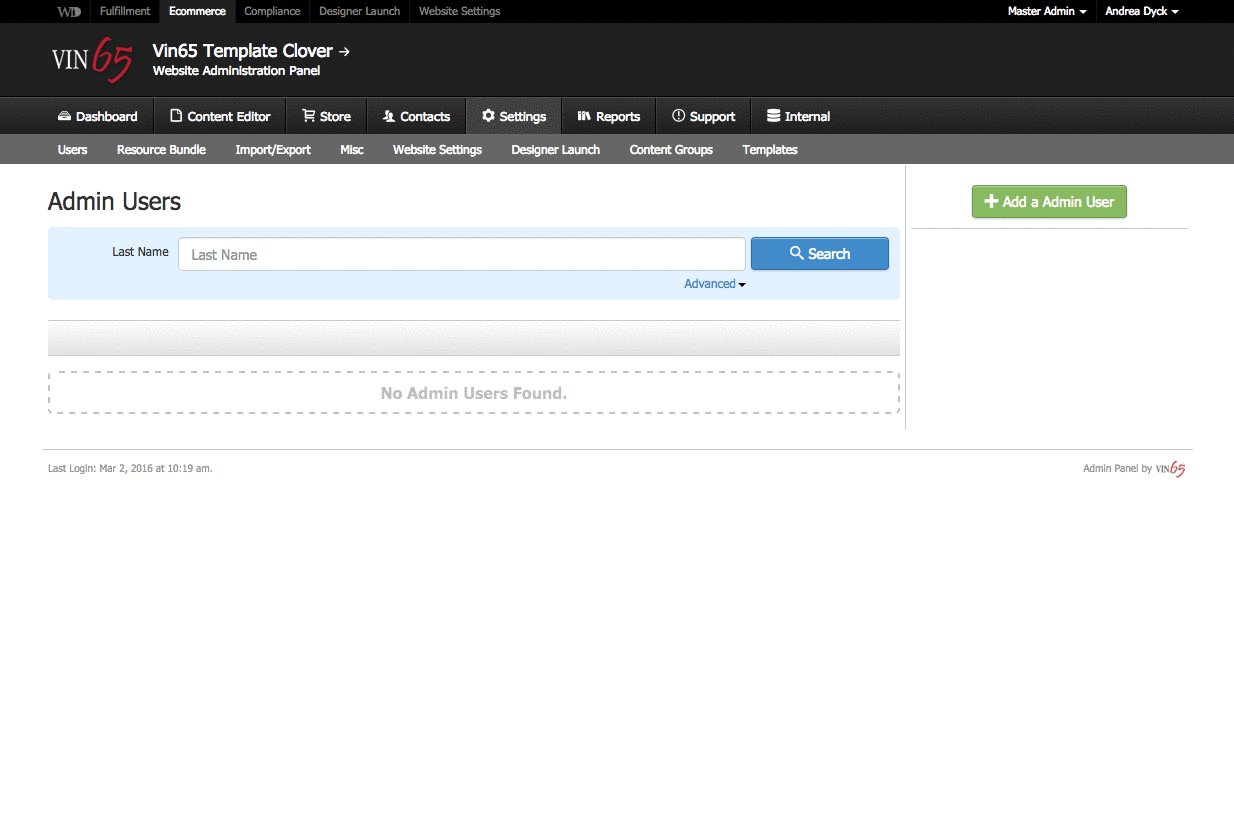 WD Fulfillment Ecommerce Compliance Designer Launch Website Settings Master Admin Andrea Dyck
VIN65 Vin65 Template Clover →
Website Administration Panel
Dashboard Content Editor Store Contacts Settings Reports Support Internal
Users Resource Bundle Import/Export Misc Website Settings Designer Launch Content Groups Templates
Admin Users
Add a Admin User
Last Name Last Name Search
Advanced
No Admin Users Found.
Last Login: Mar 2, 2016 at 10:19 am. Admin Panel by VIN65